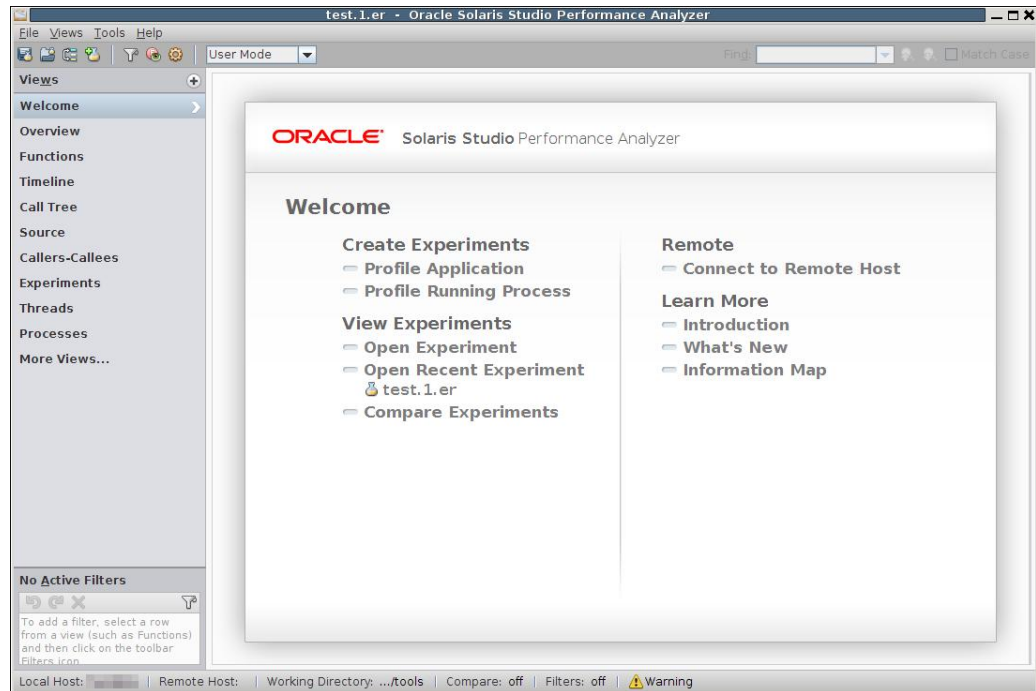 test.1.er - Oracle Solaris Studio Performance Analyzer
File Views Tools Help
User Mode
Find:
Match Case
Views
Welcome
Overview
Functions
Timeline
Call Tree
Source
Callers-Callees
Experiments
Threads
Processes
More Views...
ORACLE Solaris Studio Performance Analyzer
Welcome
Create Experiments
Profile Application
Profile Running Process
View Experiments
Open Experiment
Open Recent Experiment
test.1.er
Compare Experiments
Remote
Connect to Remote Host
Learn More
Introduction
What's New
Information Map
No Active Filters
To add a filter, select a row
from a view (such as Functions)
and then click on the toolbar
Filters icon
Local Host: Remote Host: Working Directory: .../tools Compare: off Filters: off Warning